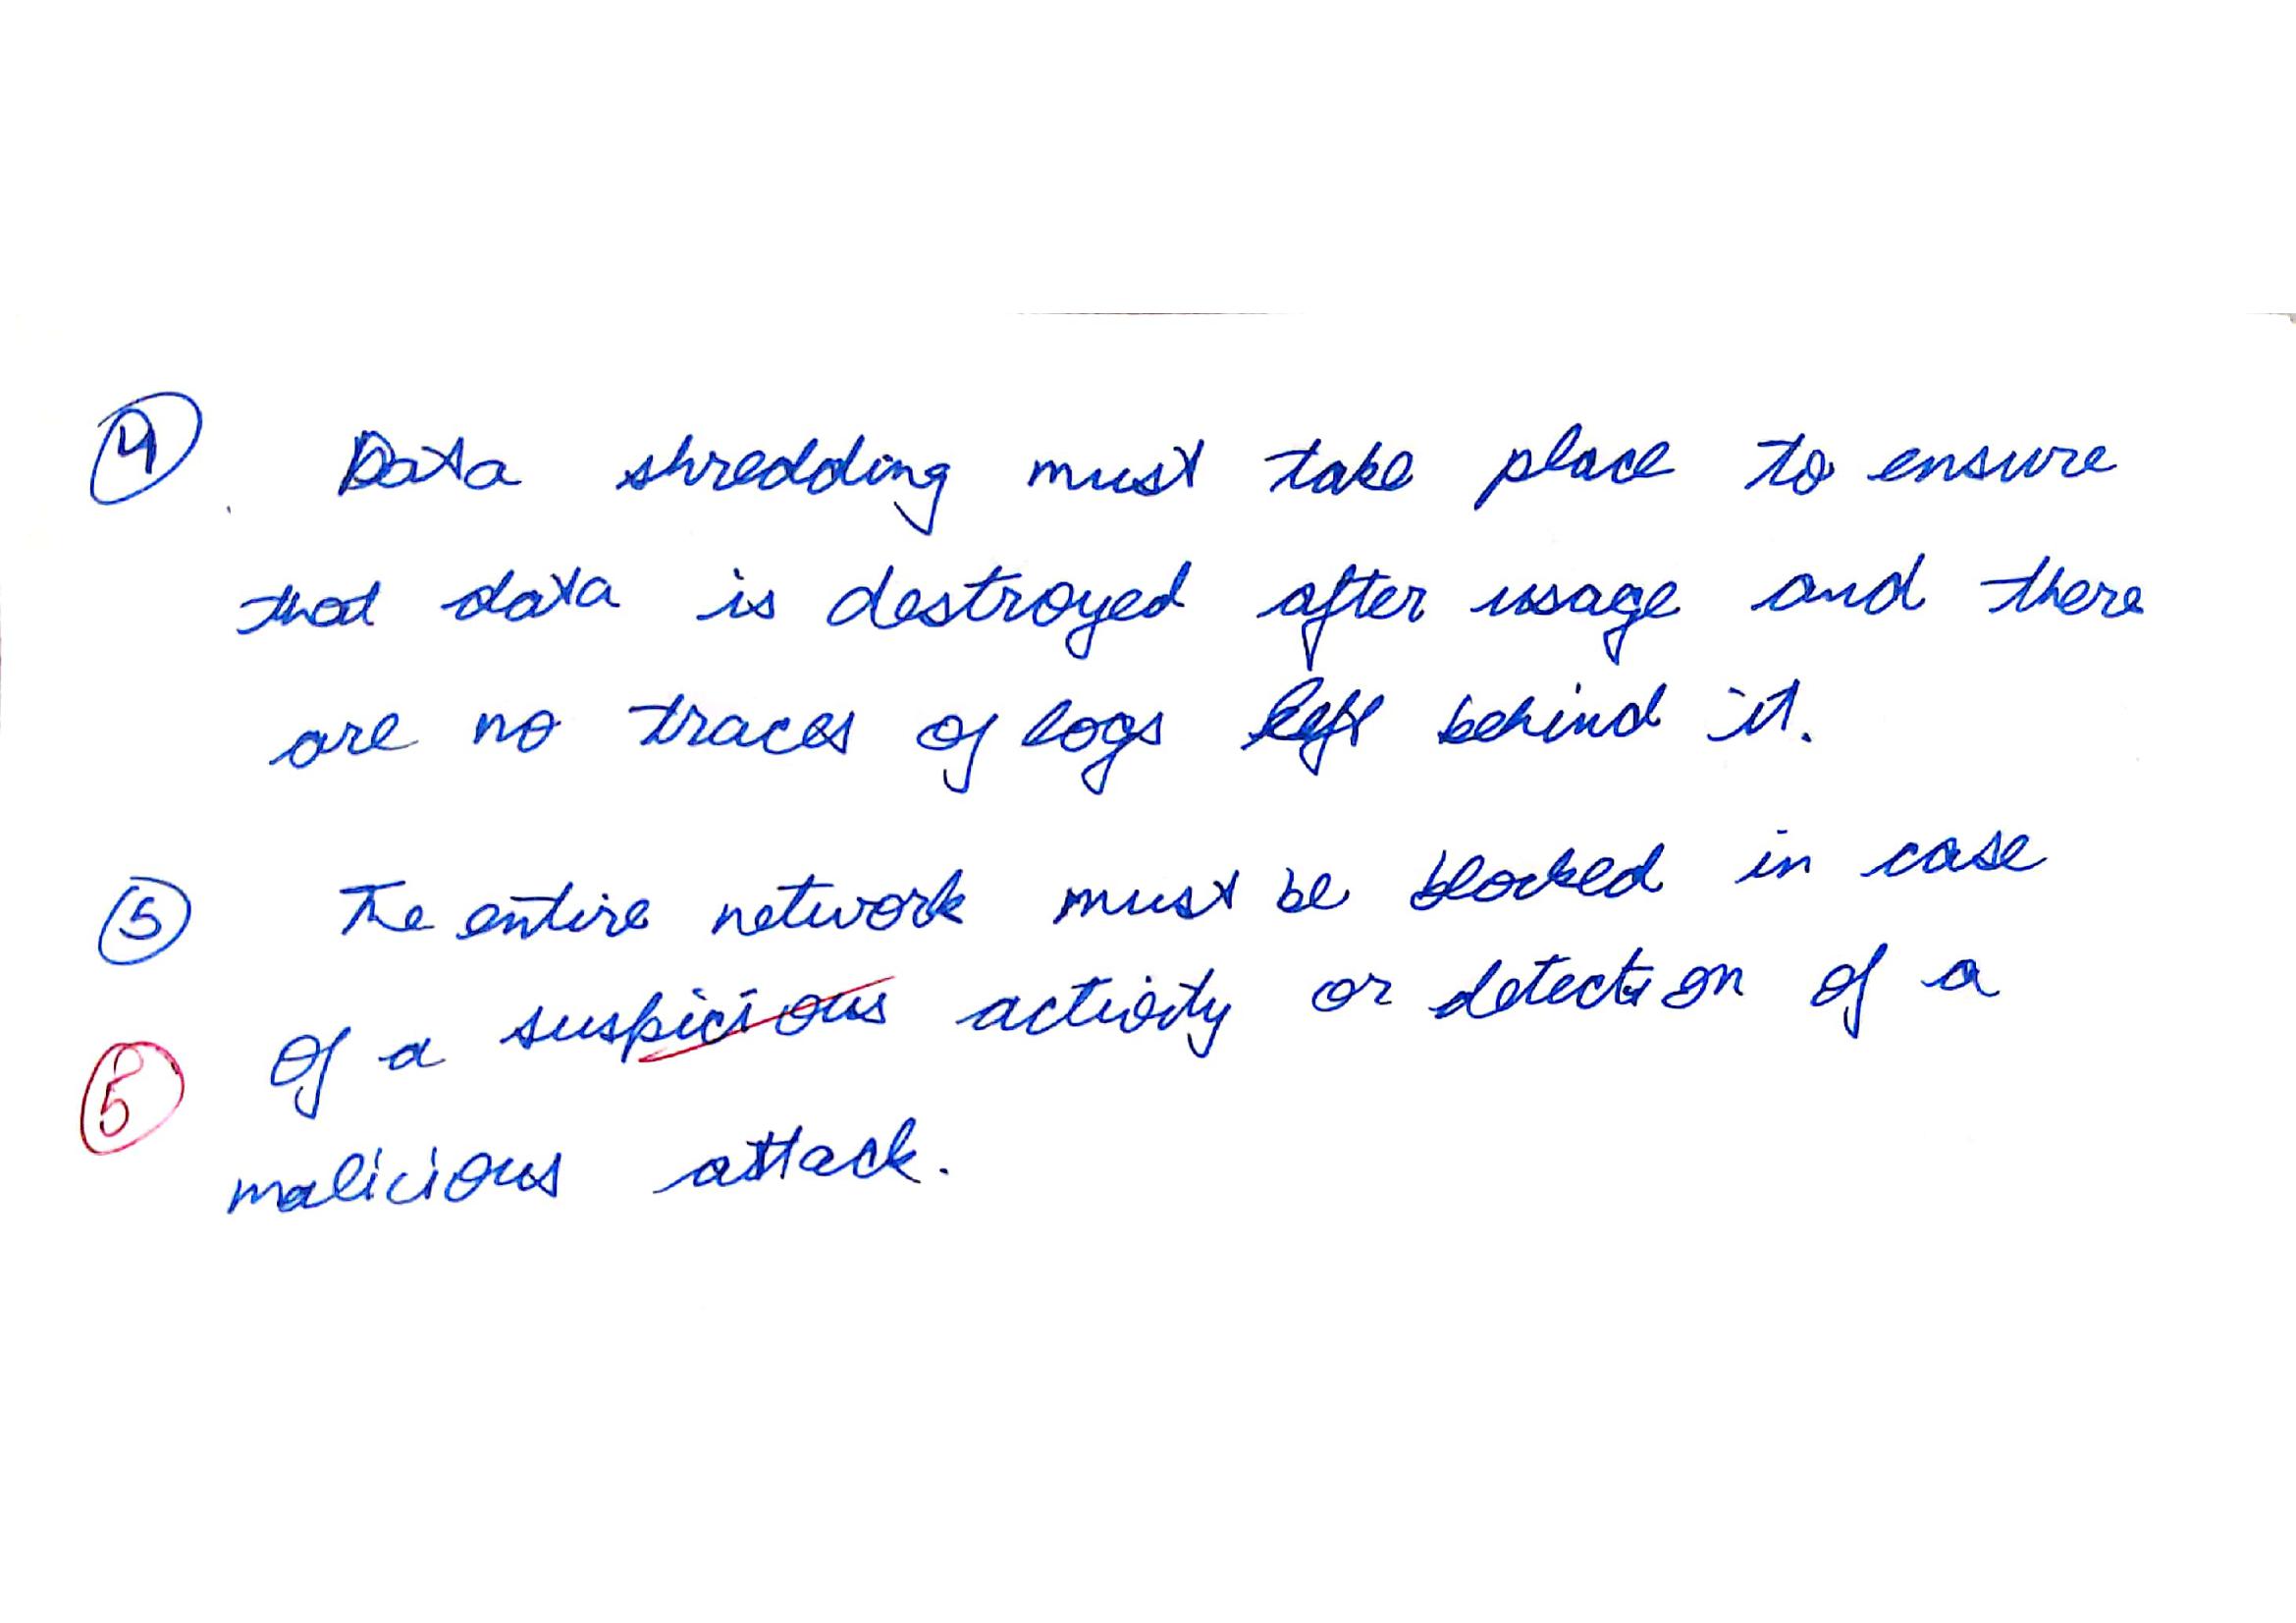 4 Data shredding must take place to ensure
that data is destroyed after usage and there
are no traces of logs left behind it.
5 The entire network must be blocked in case
of a suspicious activity or detection of a
5
malicious attack.